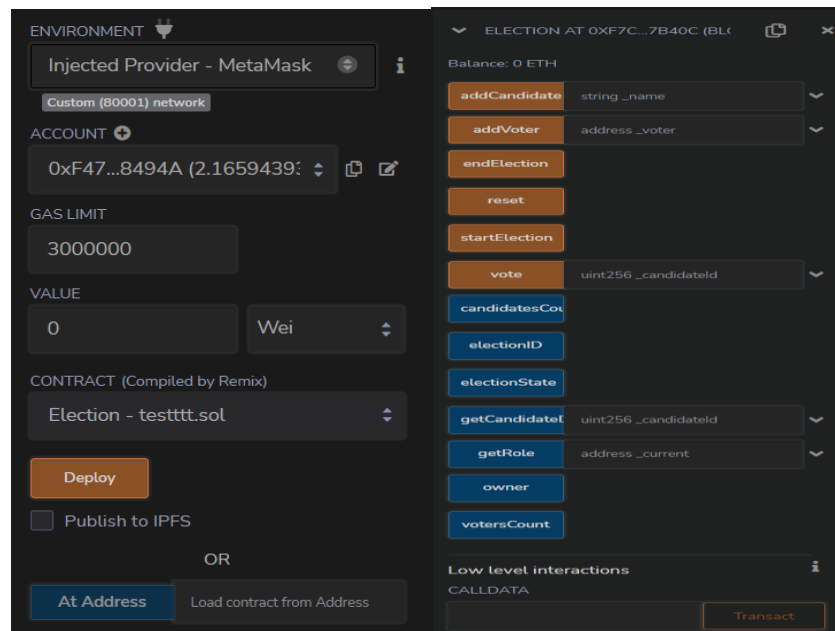 ENVIRONMENT
Injected Provider - MetaMask
Custom (80001) network
ACCOUNT
0xF47...8494A (2.16594393
GAS LIMIT
3000000
VALUE
0 Wei
CONTRACT (Compiled by Remix)
Election - testttt.sol
Deploy
Publish to IPFS
OR
At Address Load contract from Address
ELECTION AT 0XF7C...7B40C (BLO
Balance: 0 ETH
addCandidate string _name
addVoter address _voter
endElection
reset
startElection
vote uint256 _candidateId
candidatesCou
electionID
electionState
getCandidateD uint256 _candidateId
getRole address _current
owner
votersCount
Low level interactions
CALLDATA
Transact